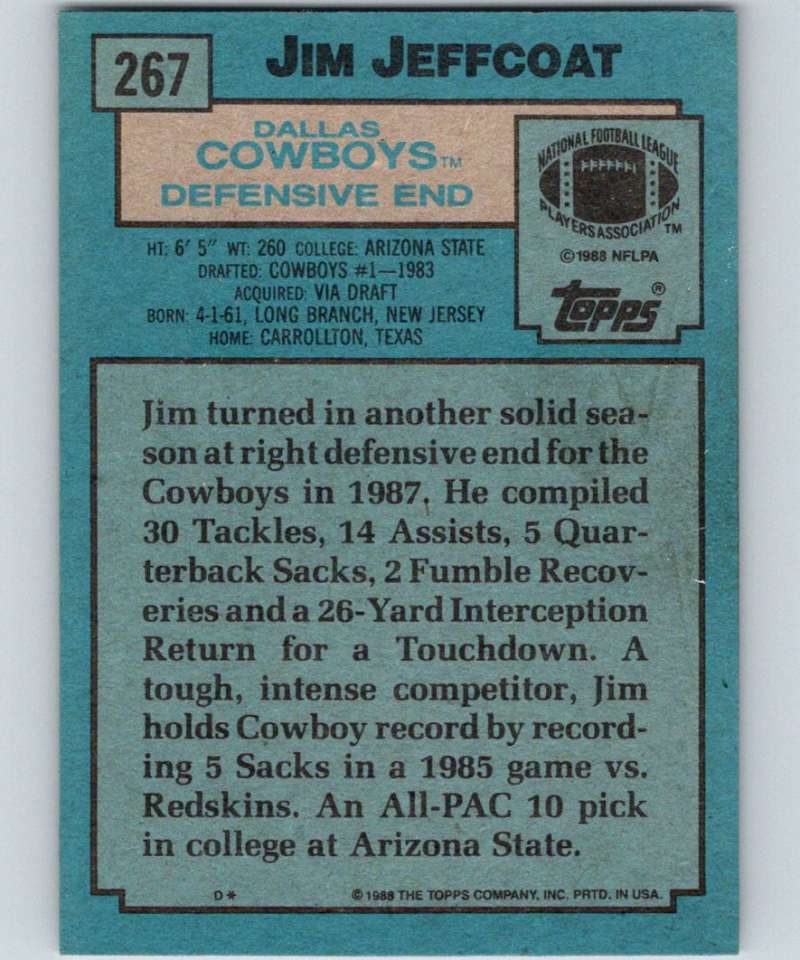 267
JIM JEFFCOAT
DALLAS
COWBOYS™
DEFENSIVE END
NATIONAL FOOTBALL LEAGUE
PLAYERS ASSOCIATION™
©1988 NFLPA
Topps®
HT: 6' 5" WT: 260 COLLEGE: ARIZONA STATE
DRAFTED: COWBOYS #1—1983
ACQUIRED: VIA DRAFT
BORN: 4-1-61, LONG BRANCH, NEW JERSEY
HOME: CARROLLTON, TEXAS
Jim turned in another solid sea-
son at right defensive end for the
Cowboys in 1987. He compiled
30 Tackles, 14 Assists, 5 Quar-
terback Sacks, 2 Fumble Recov-
eries and a 26-Yard Interception
Return for a Touchdown. A
tough, intense competitor, Jim
holds Cowboy record by record-
ing 5 Sacks in a 1985 game vs.
Redskins. An All-PAC 10 pick
in college at Arizona State.
D* ©1988 THE TOPPS COMPANY, INC. PRTD. IN USA.